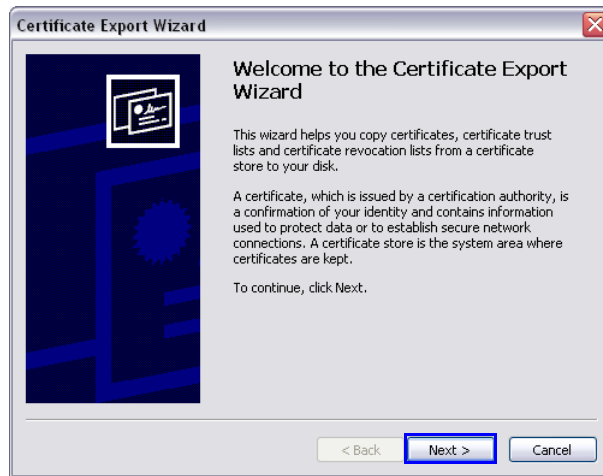 Certificate Export Wizard
Welcome to the Certificate Export
Wizard
This wizard helps you copy certificates, certificate trust
lists and certificate revocation lists from a certificate
store to your disk.
A certificate, which is issued by a certification authority, is
a confirmation of your identity and contains information
used to protect data or to establish secure network
connections. A certificate store is the system area where
certificates are kept.
To continue, click Next.
< Back Next > Cancel